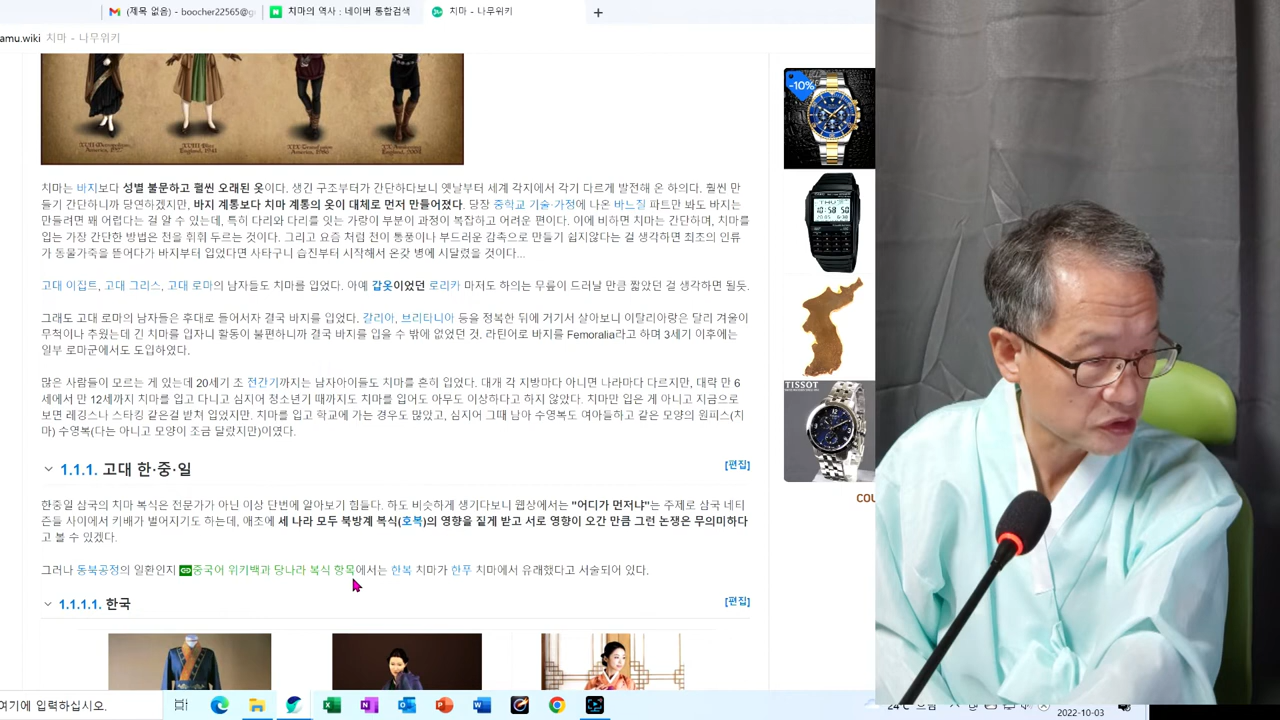 (제목 없음) - boocher22565@g
치마의 역사 : 네이버 통합검색
치마 - 나무위키
amu.wiki 치마 - 나무위키
-10%
치마는 바지보다 성별 불문하고 훨씬 오래된 옷이다. 생긴 구조부터가 간단하다보니 옛날부터 세계 각지에서 각기 다르게 발전해 온 하의다. 훨씬 만
들기 간단하니까 당연하겠지만, 바지 계통보다 치마 계통의 옷이 대체로 먼저 만들어졌다. 당장 중학교 기술·가정에 나온 바느질 파트만 봐도 바지는
만들려면 꽤 어렵다는 걸 알 수 있는데, 특히 다리와 다리를 잇는 가랑이 부분이 과정이 복잡하고 어려운 편이다. 이에 비하면 치마는 간단하며, 치마를
입는 가장 간단한 방법은 천을 휘휘 두르는 것이다. 그리고 요즘 처럼 천이 통풍이나 부드러운 감촉으로 만들기 쉽지않다는 걸 생각하면 최조의 인류
가 동물가죽을 뜯어다가 바지부터 입었다면 사타구니 습진부터 시작해서 온갖 병에 시달렸을 것이다...
고대 이집트, 고대 그리스, 고대 로마의 남자들도 치마를 입었다. 아예 갑옷이었던 로리카 마저도 하의는 무릎이 드러날 만큼 짧았던 걸 생각하면 될듯.
그래도 고대 로마의 남자들은 후대로 들어서자 결국 바지를 입었다. 갈리아, 브리타니아 등을 정복한 뒤에 거기서 살아보니 이탈리아랑은 달리 겨울이
무척이나 추웠는데 긴 치마를 입자니 활동이 불편하니까 결국 바지를 입을 수 밖에 없었던 것. 라틴어로 바지를 Femoralia라고 하며 3세기 이후에는
일부 로마군에서도 도입하였다.
많은 사람들이 모르는 게 있는데 20세기 초 전간기까지는 남자아이들도 치마를 흔히 입었다. 대개 각 지방마다 아니면 나라마다 다르지만, 대략 만 6
세에서 만 12세까지 치마를 입고 다니고 심지어 청소년기 때까지도 치마를 입어도 아무도 이상하다고 하지 않았다. 치마만 입은 게 아니고 지금으로
보면 레깅스나 스타킹 같은걸 받쳐 입었지만. 치마를 입고 학교에 가는 경우도 많았고, 심지어 그때 남아 수영복도 여아들하고 같은 모양의 원피스(치
마) 수영복(다는 아니고 모양이 조금 달랐지만)이였다.
1.1.1. 고대 한·중·일
[편집]
한중일 삼국의 치마 복식은 전문가가 아닌 이상 단번에 알아보기 힘들다. 하도 비슷하게 생기다보니 웹상에서는 "어디가 먼저냐"는 주제로 삼국 네티
즌들 사이에서 키배가 벌어지기도 하는데, 애조에 세 나라 모두 북방계 복식(호복)의 영향을 짙게 받고 서로 영향이 오간 만큼 그런 논쟁은 무의미하다
고 볼 수 있겠다.
그러나 동북공정의 일환인지 중국어 위키백과 당나라 복식 항목에서는 한복 치마가 한푸 치마에서 유래했다고 서술되어 있다.
1.1.1.1. 한국
[편집]
TISSOT
COU
여기에 입력하십시오.
24°C 흐림
2022-10-03